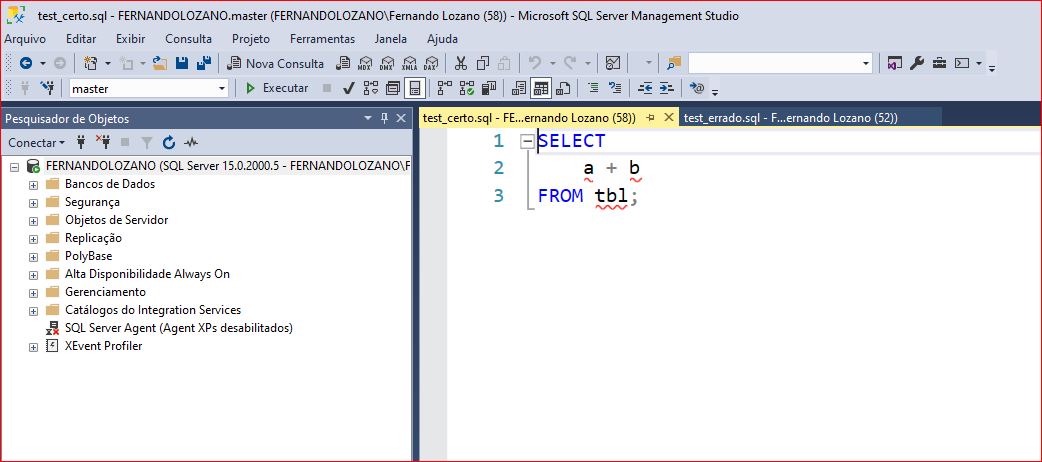 test_certo.sql - FERNANDOLOZANO.master (FERNANDOLOZANO\Fernando Lozano (58)) - Microsoft SQL Server Management Studio
Arquivo Editar Exibir Consulta Projeto Ferramentas Janela Ajuda
Nova Consulta MDX DMX XMLA DAX
master Executar
Pesquisador de Objetos
test_certo.sql - FE...ernando Lozano (58)) test_errado.sql - F...ernando Lozano (52))
Conectar
FERNANDOLOZANO (SQL Server 15.0.2000.5 - FERNANDOLOZANO\F
Bancos de Dados
Segurança
Objetos de Servidor
Replicação
PolyBase
Alta Disponibilidade Always On
Gerenciamento
Catálogos do Integration Services
SQL Server Agent (Agent XPs desabilitados)
XEvent Profiler
1 SELECT
2 a + b
3 FROM tbl;